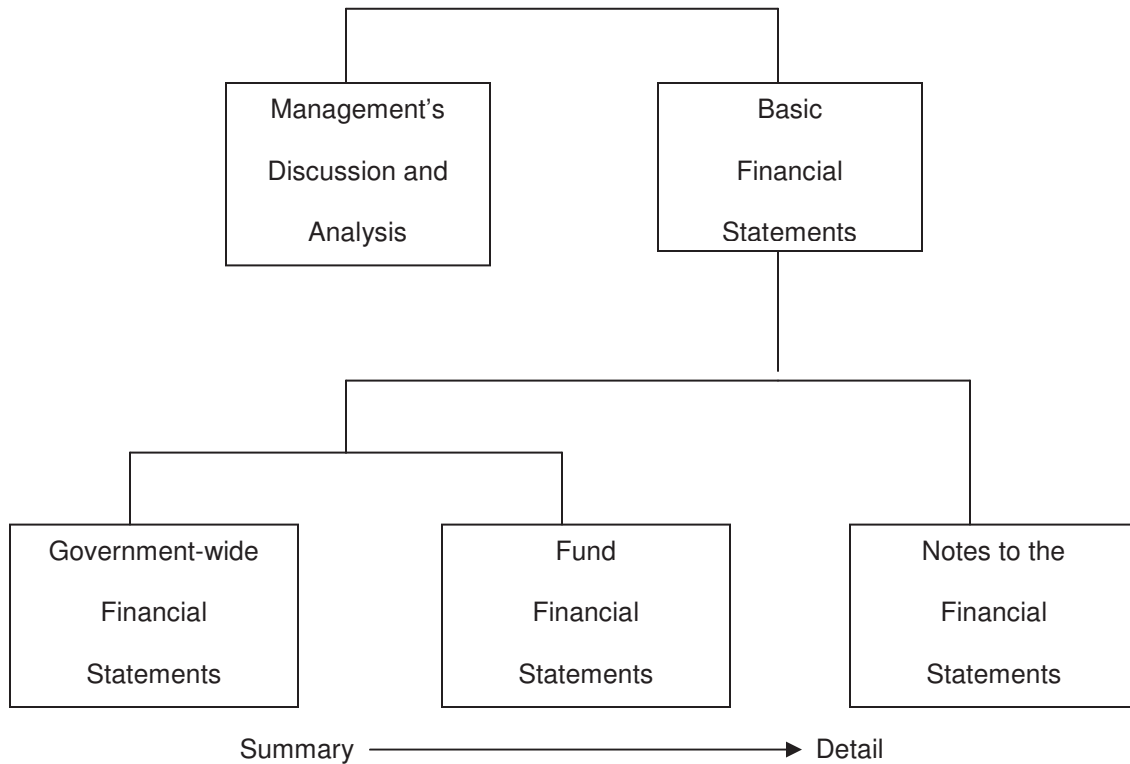 Management’s
Discussion and
Analysis
Basic
Financial
Statements
Government-wide
Financial
Statements
Fund
Financial
Statements
Notes to the
Financial
Statements
Summary
Detail